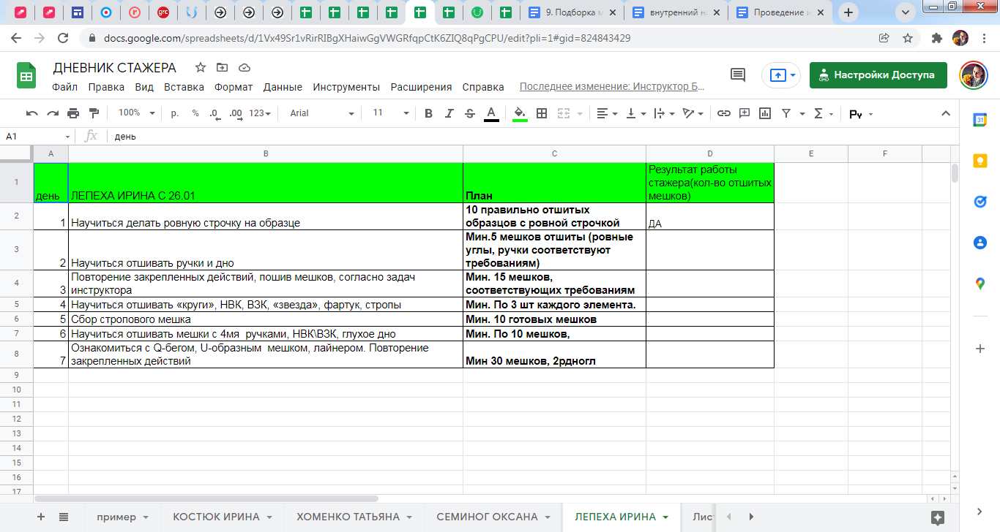 9. Подборка м
внутренний на
Проведение и
docs.google.com/spreadsheets/d/1Vx49Sr1vRirRIBgXHaiwGgVWGRfqpCtK6ZIQ8qPgCPU/edit?pli=1#gid=824843429
ДНЕВНИК СТАЖЕРА
Настройки Доступа
Файл Правка Вид Вставка Формат Данные Инструменты Расширения Справка Последнее изменение: Инструктор Б…
100% р. % .0 .00 123 Arial 11 B I S A Ру
A1 fx день
A B C D E F
1 день ЛЕПЕХА ИРИНА С 26.01 План
Результат работы
стажера(кол-во отшитых
мешков)
2 1 Научиться делать ровную строчку на образце
10 правильно отшитых
образцов с ровной строчкой
ДА
3 2 Научиться отшивать ручки и дно
Мин.5 мешков отшиты (ровные
углы, ручки соответствуют
требованиям)
4 3 Повторение закрепленных действий, пошив мешков, согласно задач
инструктора
Мин. 15 мешков,
соответствующих требованиям
5 4 Научиться отшивать «круги», НВК, ВЗК, «звезда», фартук, стропы Мин. По 3 шт каждого элемента.
6 5 Сбор стропового мешка Мин. 10 готовых мешков
7 6 Научиться отшивать мешки с 4мя ручками, НВК\ВЗК, глухое дно Мин. По 10 мешков,
8 7 Ознакомиться с Q-бегом, U-образным мешком, лайнером. Повторение
закрепленных действий
Мин 30 мешков, 2рдногл
9
10
11
12
13
14
15
16
17
пример КОСТЮК ИРИНА ХОМЕНКО ТАТЬЯНА СЕМИНОГ ОКСАНА ЛЕПЕХА ИРИНА Лис
grc
31